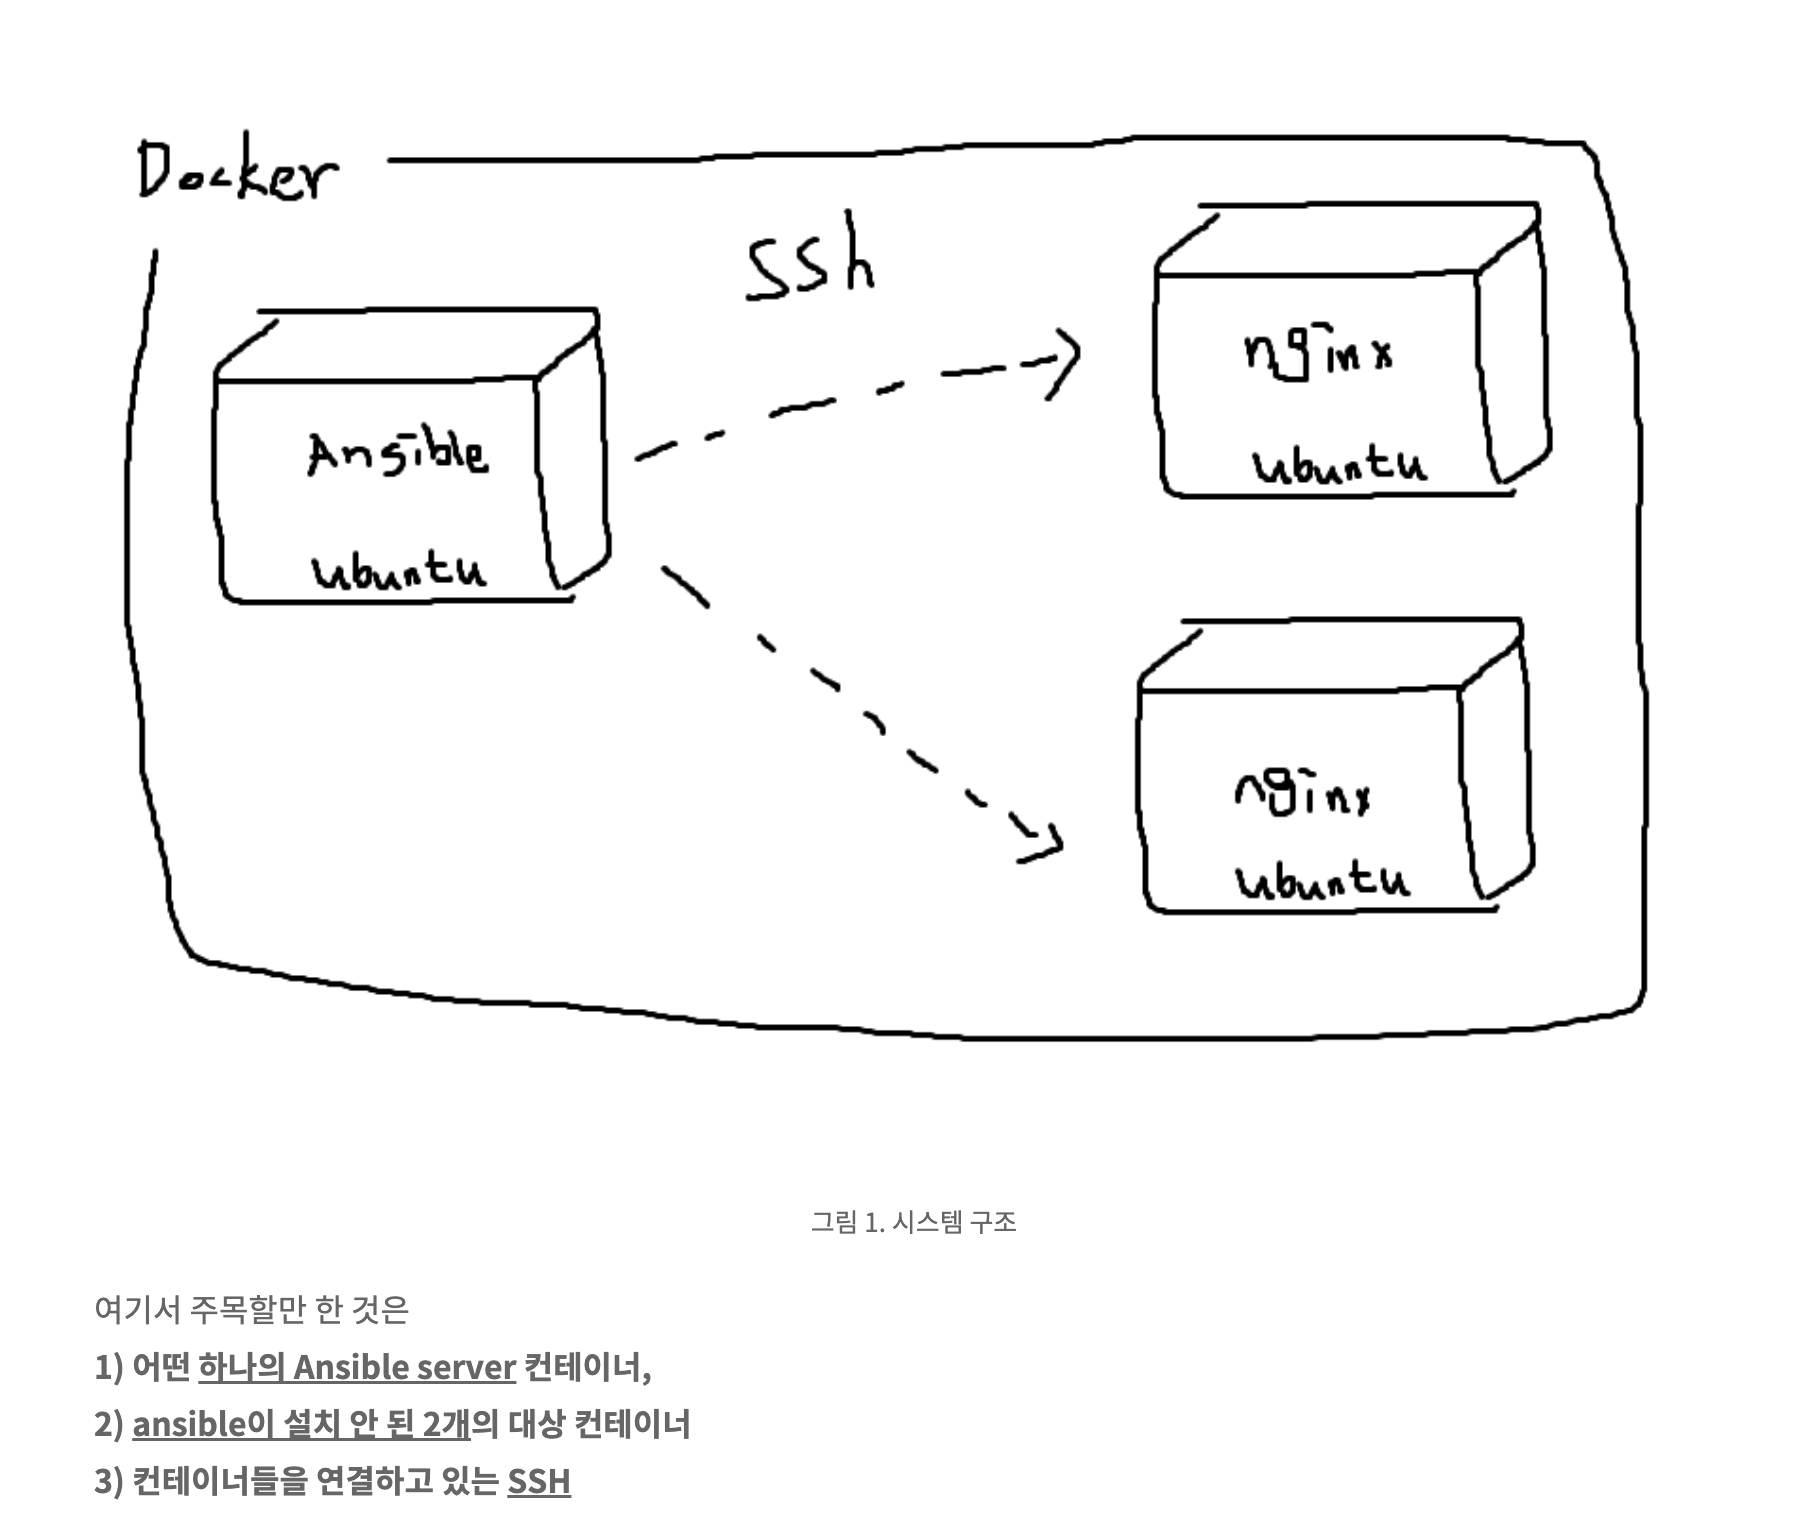 Docker
ssh
Ansible
ubuntu
nginx
ubuntu
nginx
ubuntu
그림 1. 시스템 구조
여기서 주목할만 한 것은
1) 어떤 하나의 Ansible server 컨테이너,
2) ansible이 설치 안 된 2개의 대상 컨테이너
3) 컨테이너들을 연결하고 있는 SSH